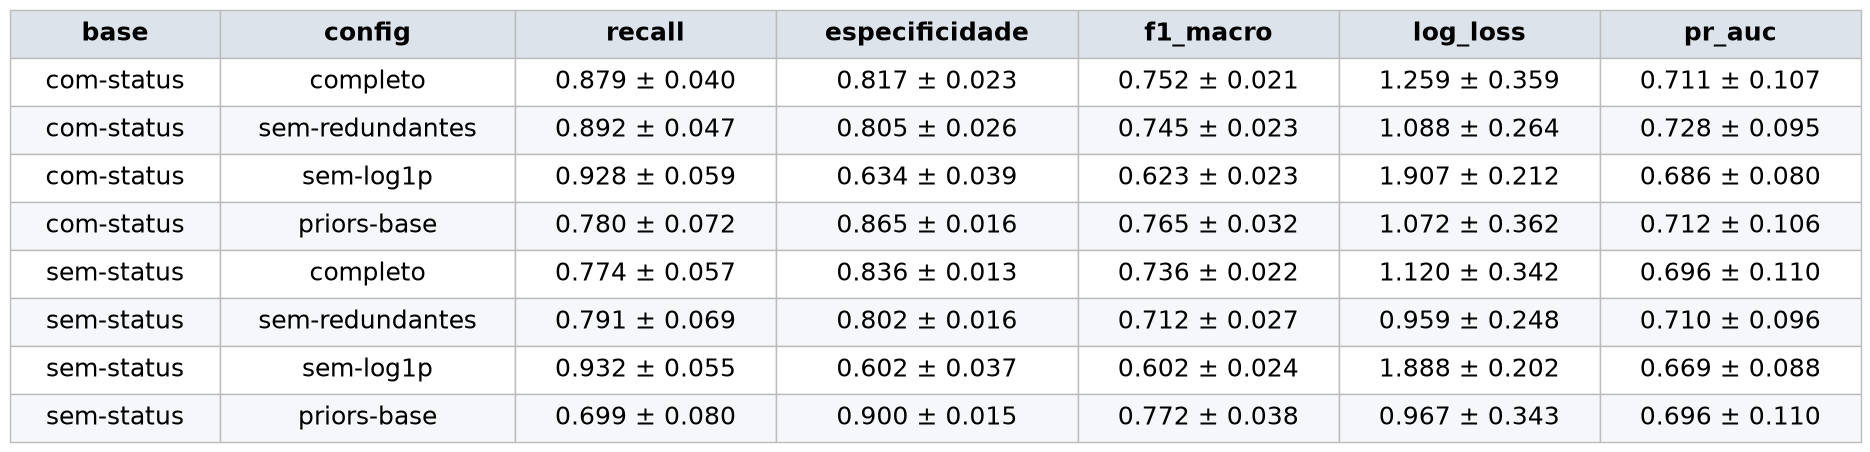 base config recall especificidade f1_macro log_loss pr_auc
com-status completo 0.879 ± 0.040 0.817 ± 0.023 0.752 ± 0.021 1.259 ± 0.359 0.711 ± 0.107
com-status sem-redundantes 0.892 ± 0.047 0.805 ± 0.026 0.745 ± 0.023 1.088 ± 0.264 0.728 ± 0.095
com-status sem-log1p 0.928 ± 0.059 0.634 ± 0.039 0.623 ± 0.023 1.907 ± 0.212 0.686 ± 0.080
com-status priors-base 0.780 ± 0.072 0.865 ± 0.016 0.765 ± 0.032 1.072 ± 0.362 0.712 ± 0.106
sem-status completo 0.774 ± 0.057 0.836 ± 0.013 0.736 ± 0.022 1.120 ± 0.342 0.696 ± 0.110
sem-status sem-redundantes 0.791 ± 0.069 0.802 ± 0.016 0.712 ± 0.027 0.959 ± 0.248 0.710 ± 0.096
sem-status sem-log1p 0.932 ± 0.055 0.602 ± 0.037 0.602 ± 0.024 1.888 ± 0.202 0.669 ± 0.088
sem-status priors-base 0.699 ± 0.080 0.900 ± 0.015 0.772 ± 0.038 0.967 ± 0.343 0.696 ± 0.110